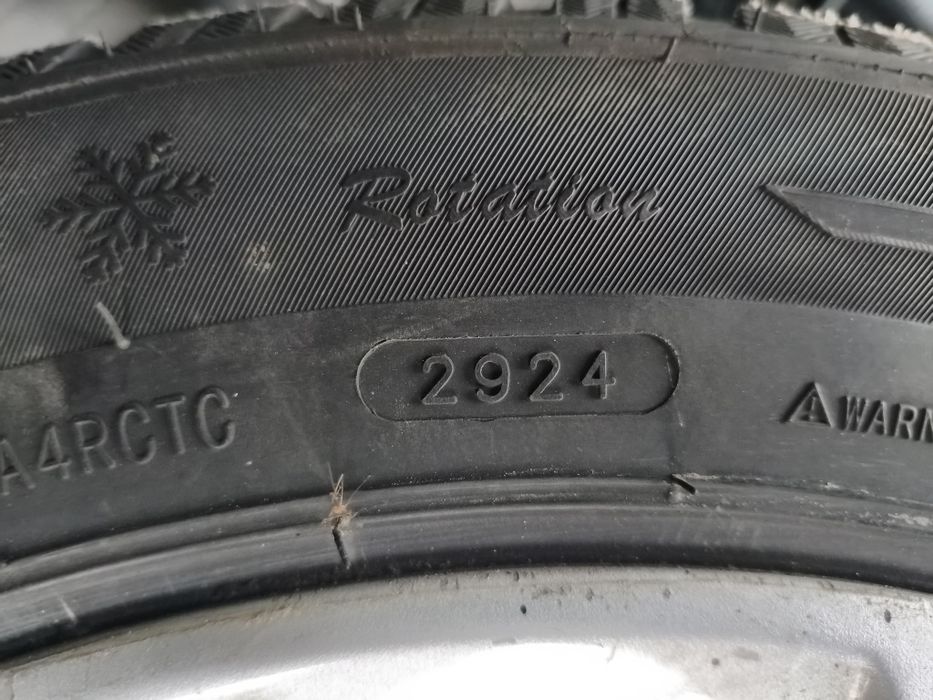 Rotation
2924
A4RCTC
WARN